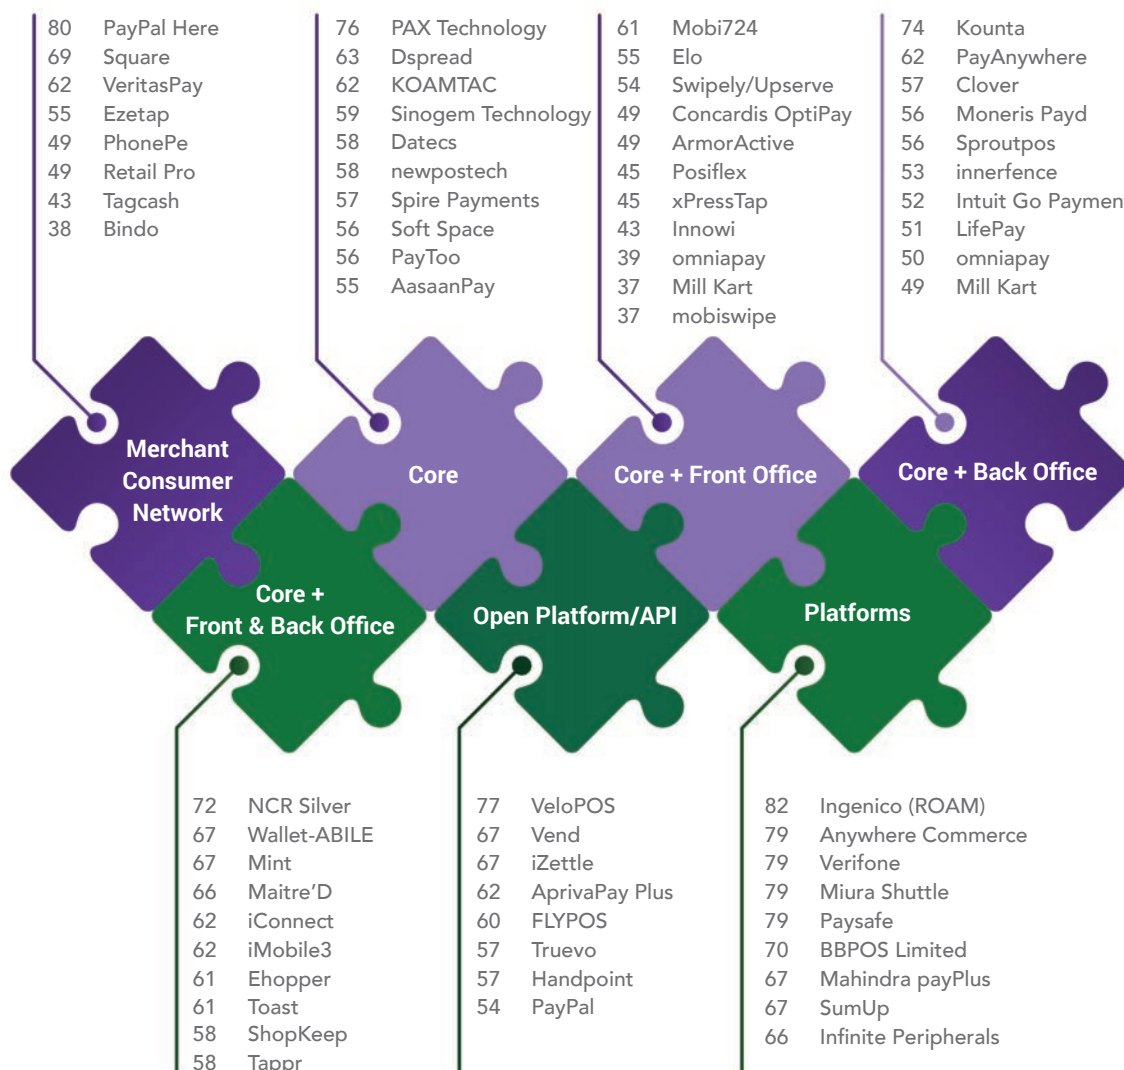 80 PayPal Here
69 Square
62 VeritasPay
55 Ezetap
49 PhonePe
49 Retail Pro
43 Tagcash
38 Bindo
76 PAX Technology
63 Dspread
62 KOAMTAC
59 Sinogem Technology
58 Datecs
58 newpostech
57 Spire Payments
56 Soft Space
56 PayToo
55 AasaanPay
61 Mobi724
55 Elo
54 Swipely/Upserve
49 Concardis OptiPay
49 ArmorActive
45 Posiflex
45 xPressTap
43 Innowi
39 omniapay
37 Mill Kart
37 mobiswipe
74 Kounta
62 PayAnywhere
57 Clover
56 Moneris Payd
56 Sproutpos
53 innerfence
52 Intuit Go Paymen
51 LifePay
50 omniapay
49 Mill Kart
Merchant
Consumer
Network
Core
Core + Front Office
Core + Back Office
Core +
Front & Back Office
Open Platform/API
Platforms
72 NCR Silver
67 Wallet-ABILE
67 Mint
66 Maitre’D
62 iConnect
62 iMobile3
61 Ehopper
61 Toast
58 ShopKeep
58 Tappr
77 VeloPOS
67 Vend
67 iZettle
62 AprivaPay Plus
60 FLYPOS
57 Truevo
57 Handpoint
54 PayPal
82 Ingenico (ROAM)
79 Anywhere Commerce
79 Verifone
79 Miura Shuttle
79 Paysafe
70 BBPOS Limited
67 Mahindra payPlus
67 SumUp
66 Infinite Peripherals